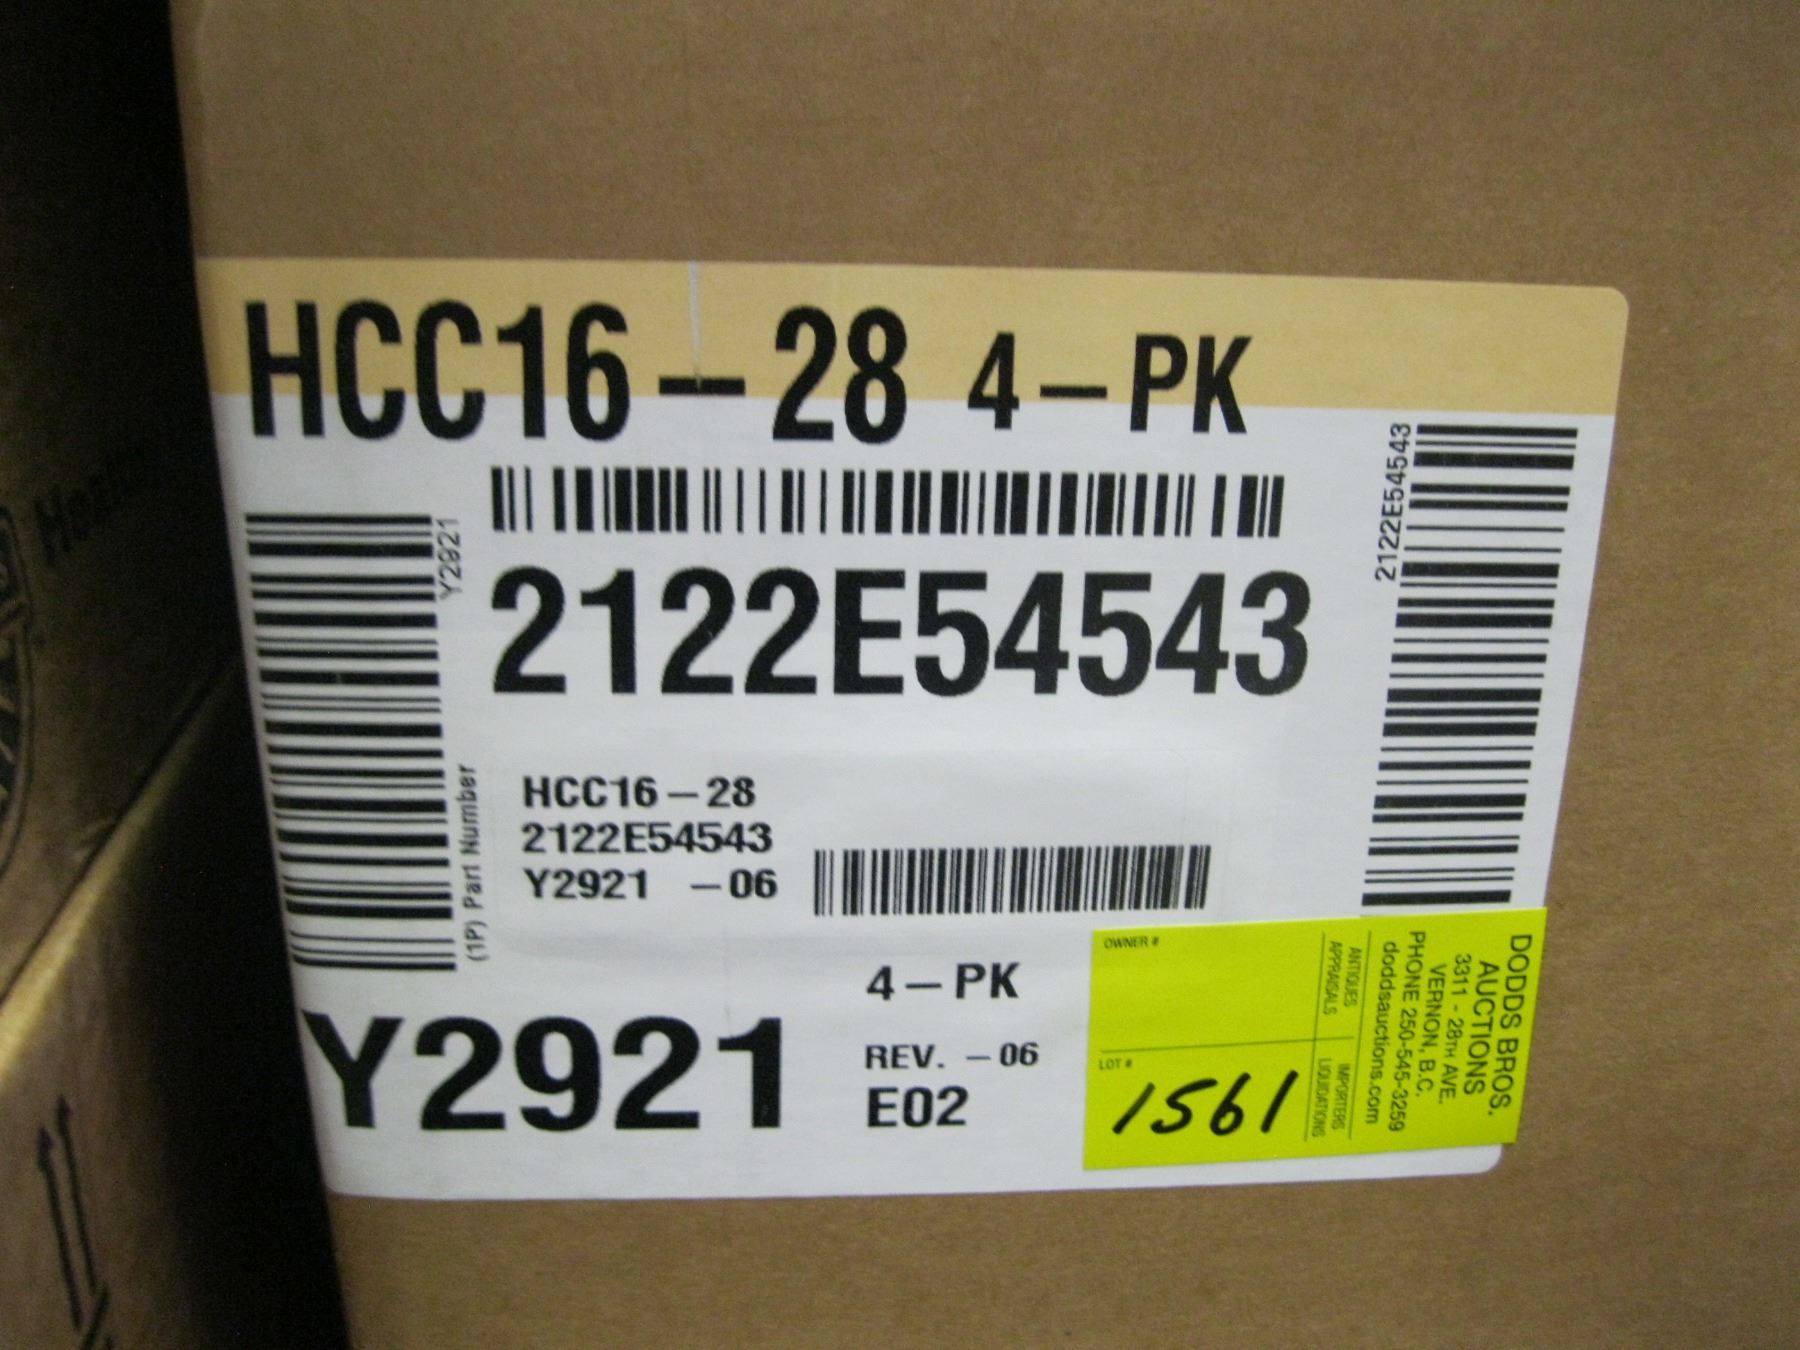 HCC16-28 4-PK
2122E54543
Y2921
2122E54543
(1P) Part Number
HCC16-28
2122E54543
Y2921 -06
4-PK
Y2921
REV. -06
E02
OWNER #
LOT #
1561
ANTIQUES
APPRAISALS
IMPORTERS
LIQUIDATIONS
DODDS BROS.
AUCTIONS
3311 - 28TH AVE.
VERNON, B.C.
PHONE 250-545-3259
doddsauctions.com